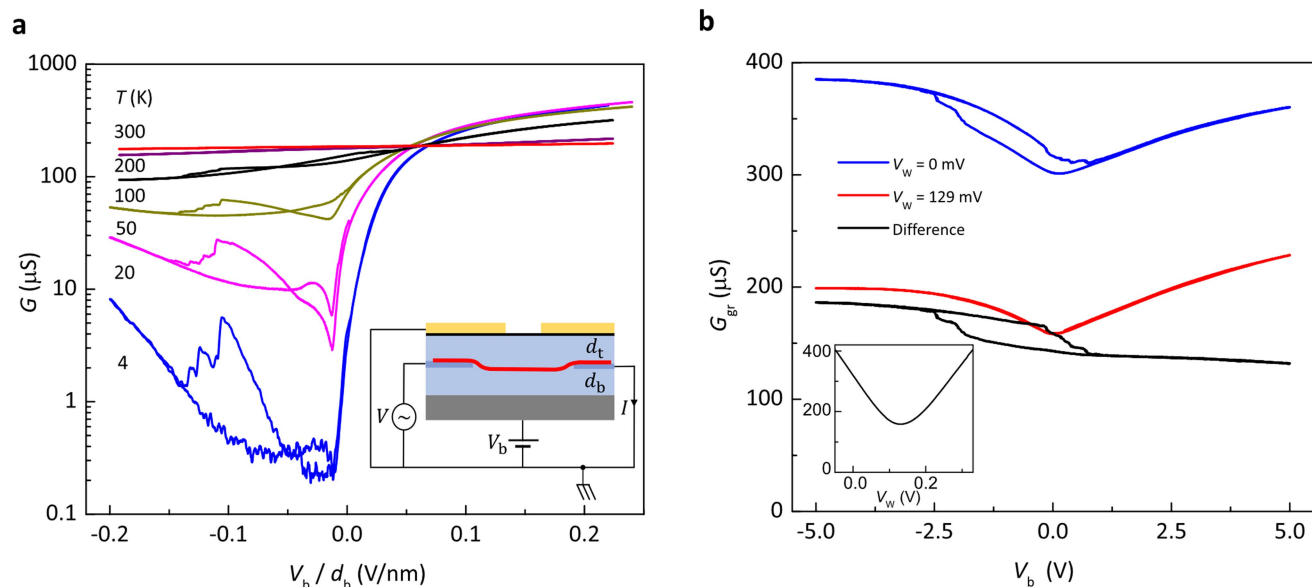 a
G (µS)
1000
100
10
1
0.1
T (K)
300
200
100
50
20
4
d_t
d_b
V
~
I
V_b
-0.2
-0.1
0.0
0.1
0.2
V_b / d_b (V/nm)
b
G_gr (µS)
400
300
200
100
0
V_w = 0 mV
V_w = 129 mV
Difference
400
200
0
0.0
0.2
V_w (V)
-5.0
-2.5
0.0
2.5
5.0
V_b (V)